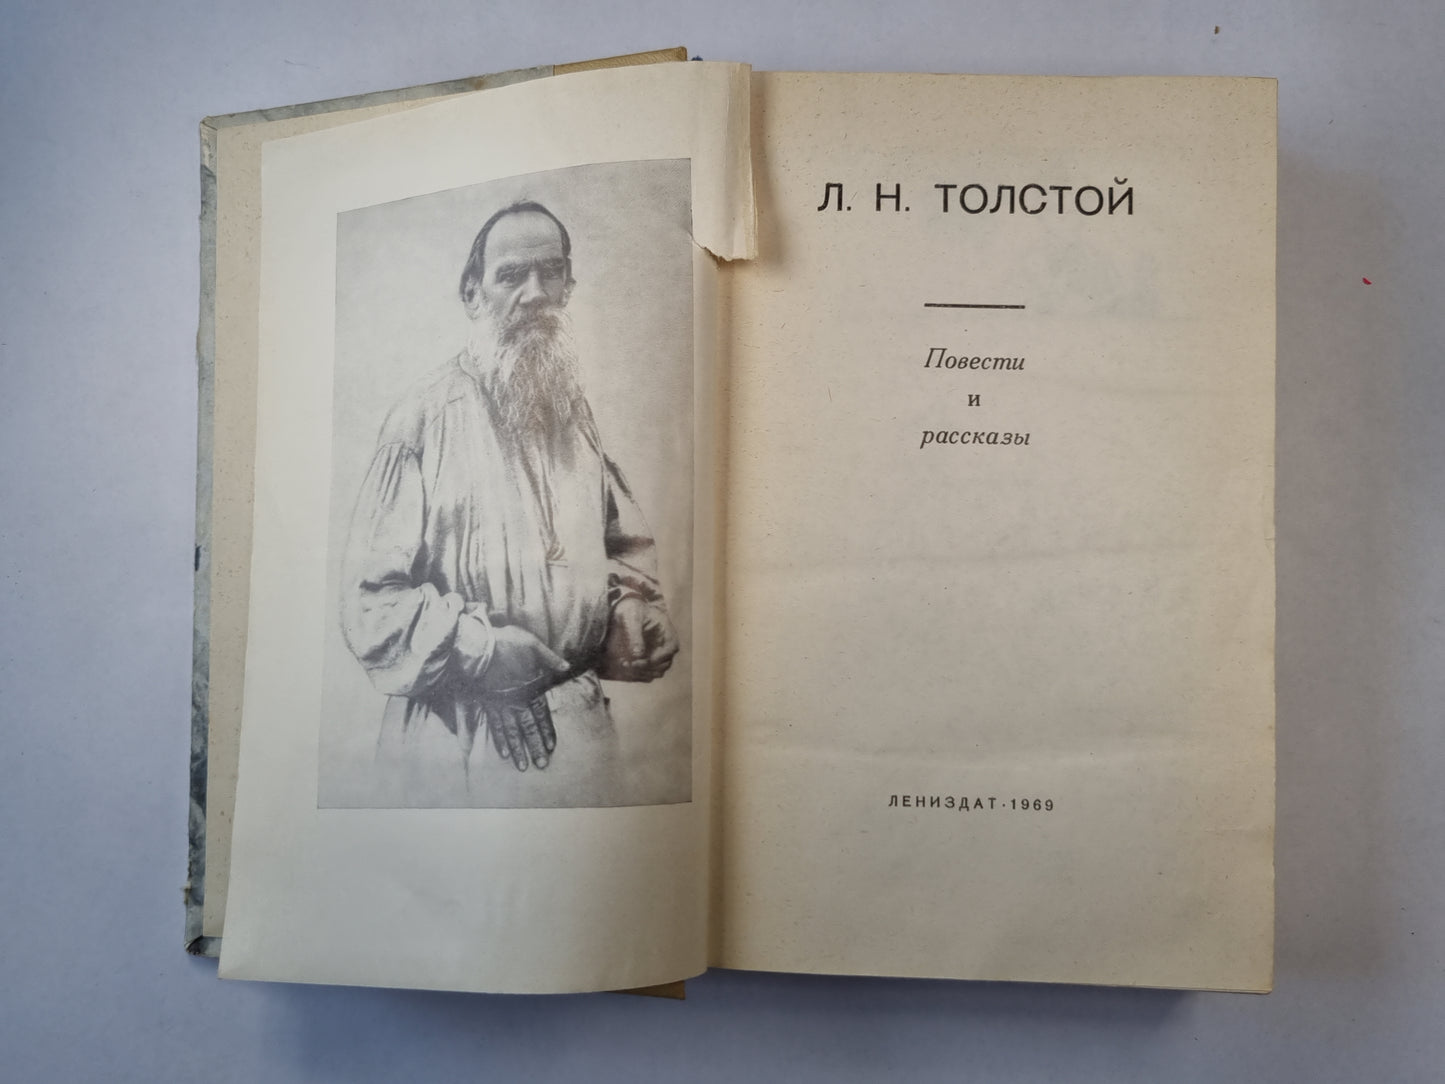 Л. Н. ТОЛСТОЙ
Повести
и
рассказы
ЛЕНИЗДАТ · 1969